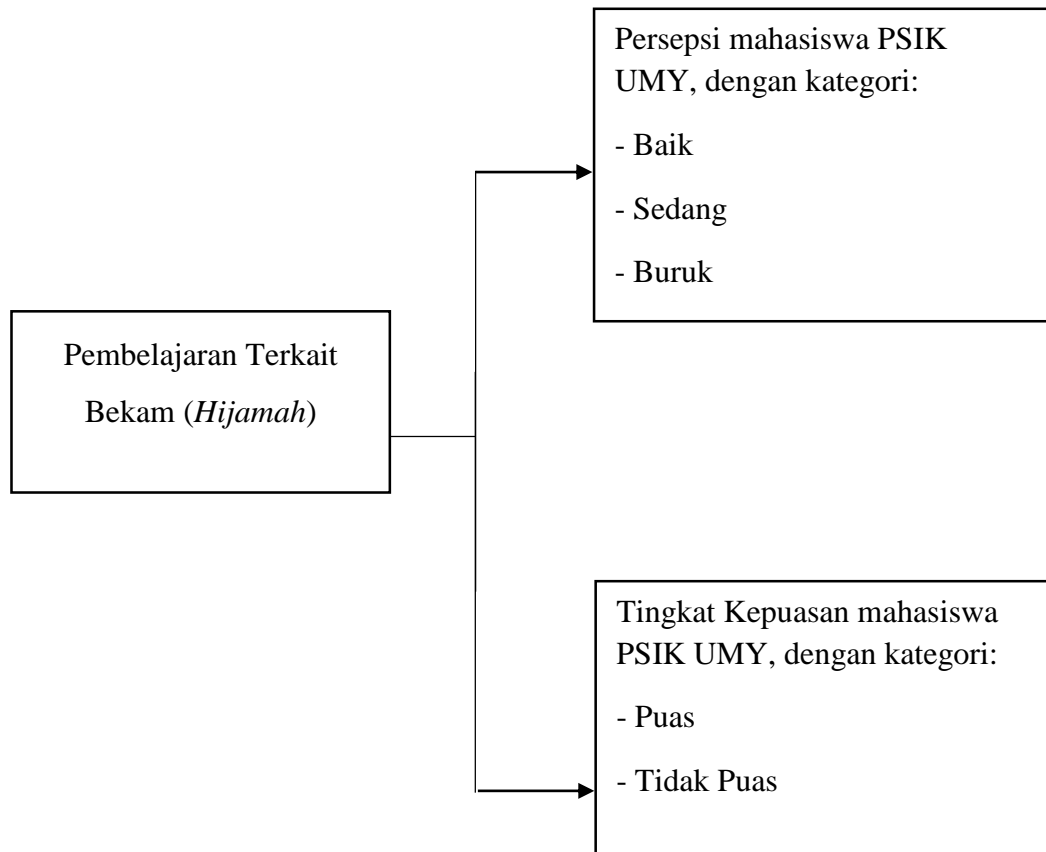 Persepsi mahasiswa PSIK
UMY, dengan kategori:
- Baik
- Sedang
- Buruk
Pembelajaran Terkait
Bekam (Hijamah)
Tingkat Kepuasan mahasiswa
PSIK UMY, dengan kategori:
- Puas
- Tidak Puas